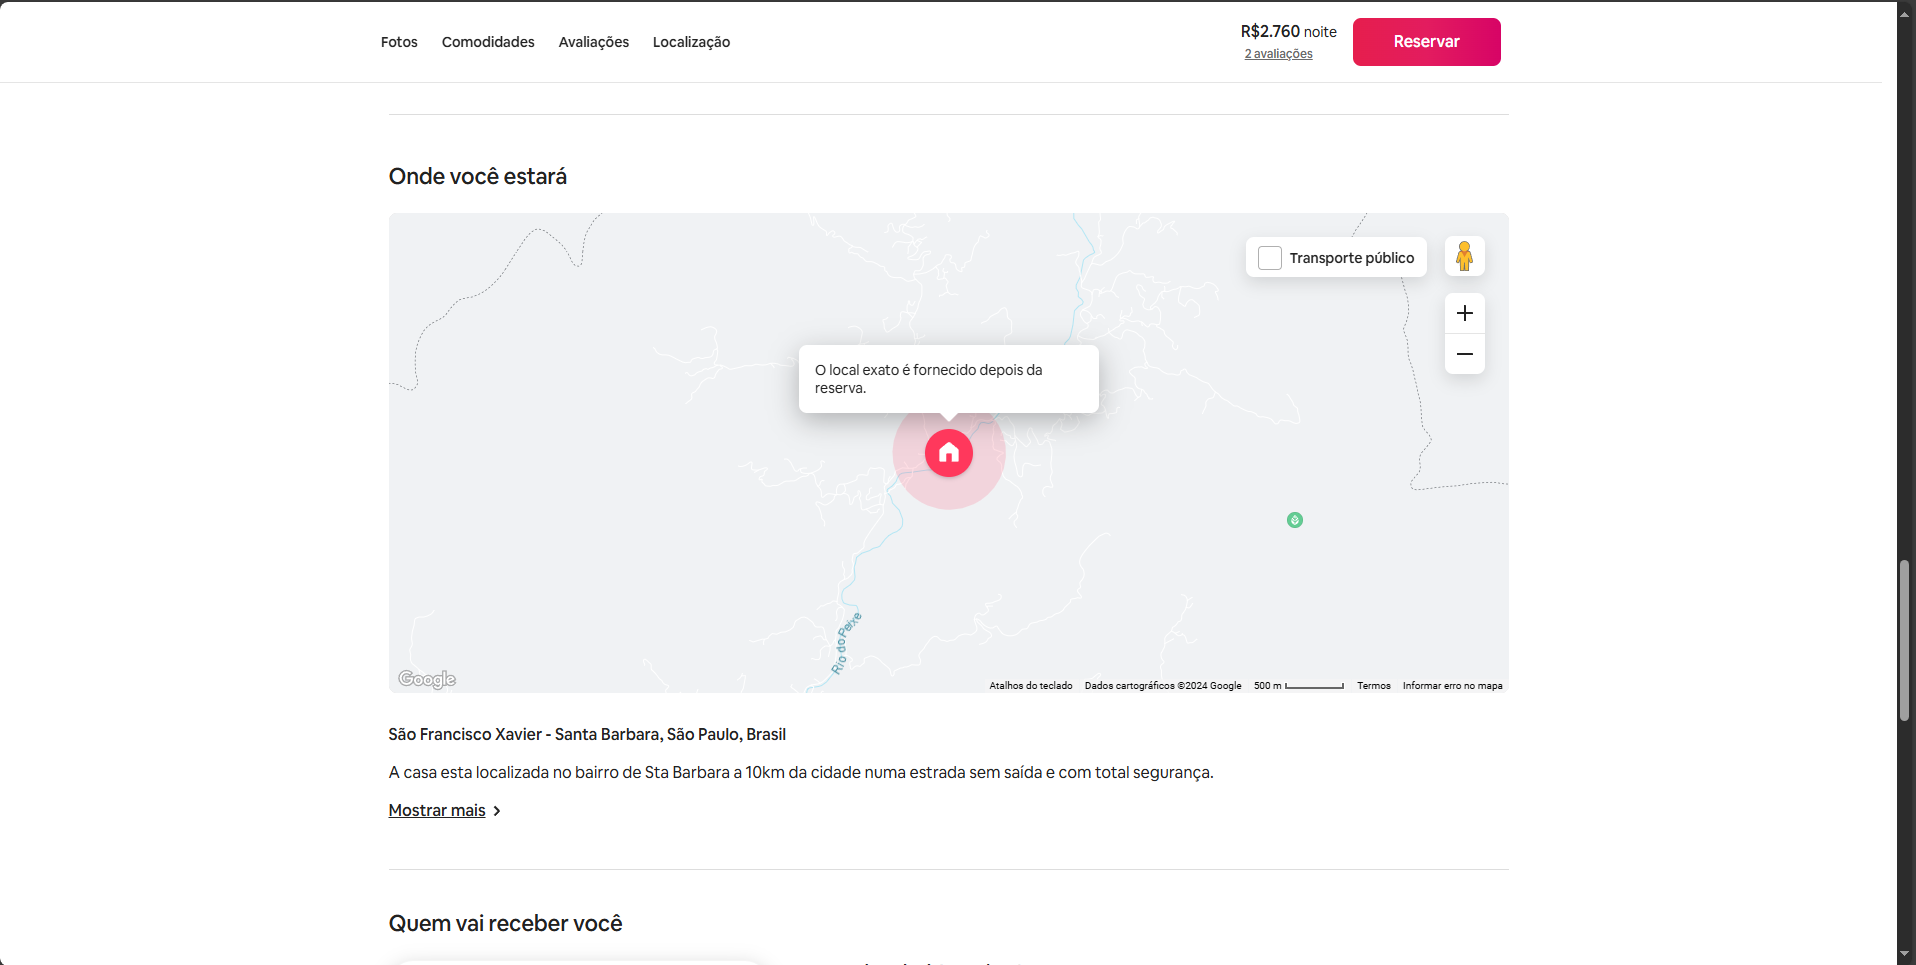 Fotos
Comodidades
Avaliações
Localização
R$2.760 noite
2 avaliações
Reservar
Onde você estará
Transporte público
O local exato é fornecido depois da
reserva.
Rio do Peixe
Google
Atalhos do teclado
Dados cartográficos ©2024 Google
500 m
Termos
Informar erro no mapa
São Francisco Xavier - Santa Barbara, São Paulo, Brasil
A casa esta localizada no bairro de Sta Barbara a 10km da cidade numa estrada sem saída e com total segurança.
Mostrar mais
Quem vai receber você